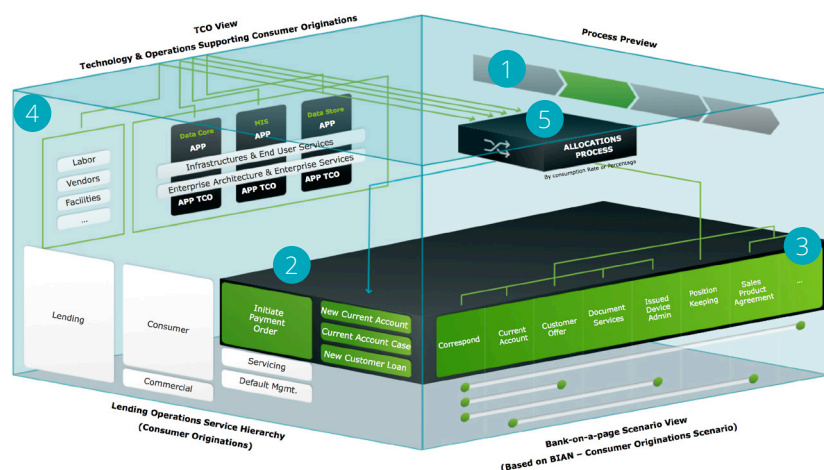 TCO View
Technology & Operations Supporting Consumer Originations
Process Preview
1
4
5
Data Core
APP
MIS
APP
Data Store
APP
Infrastructures & End User Services
Enterprise Architecture & Enterprise Services
APP TCO
APP TCO
APP TCO
Labor
Vendors
Facilities
...
ALLOCATIONS
PROCESS
By consumption Rate or Percentage
2
3
Lending
Consumer
Commercial
Initiate
Payment
Order
Servicing
Default Mgmt.
New Current Account
Current Account Case
New Customer Loan
Correspond
Current
Account
Customer
Offer
Document
Services
Issued
Device
Admin
Position
Keeping
Sales
Product
Agreement
...
Lending Operations Service Hierarchy
(Consumer Originations)
Bank-on-a-page Scenario View
(Based on BIAN – Consumer Originations Scenario)